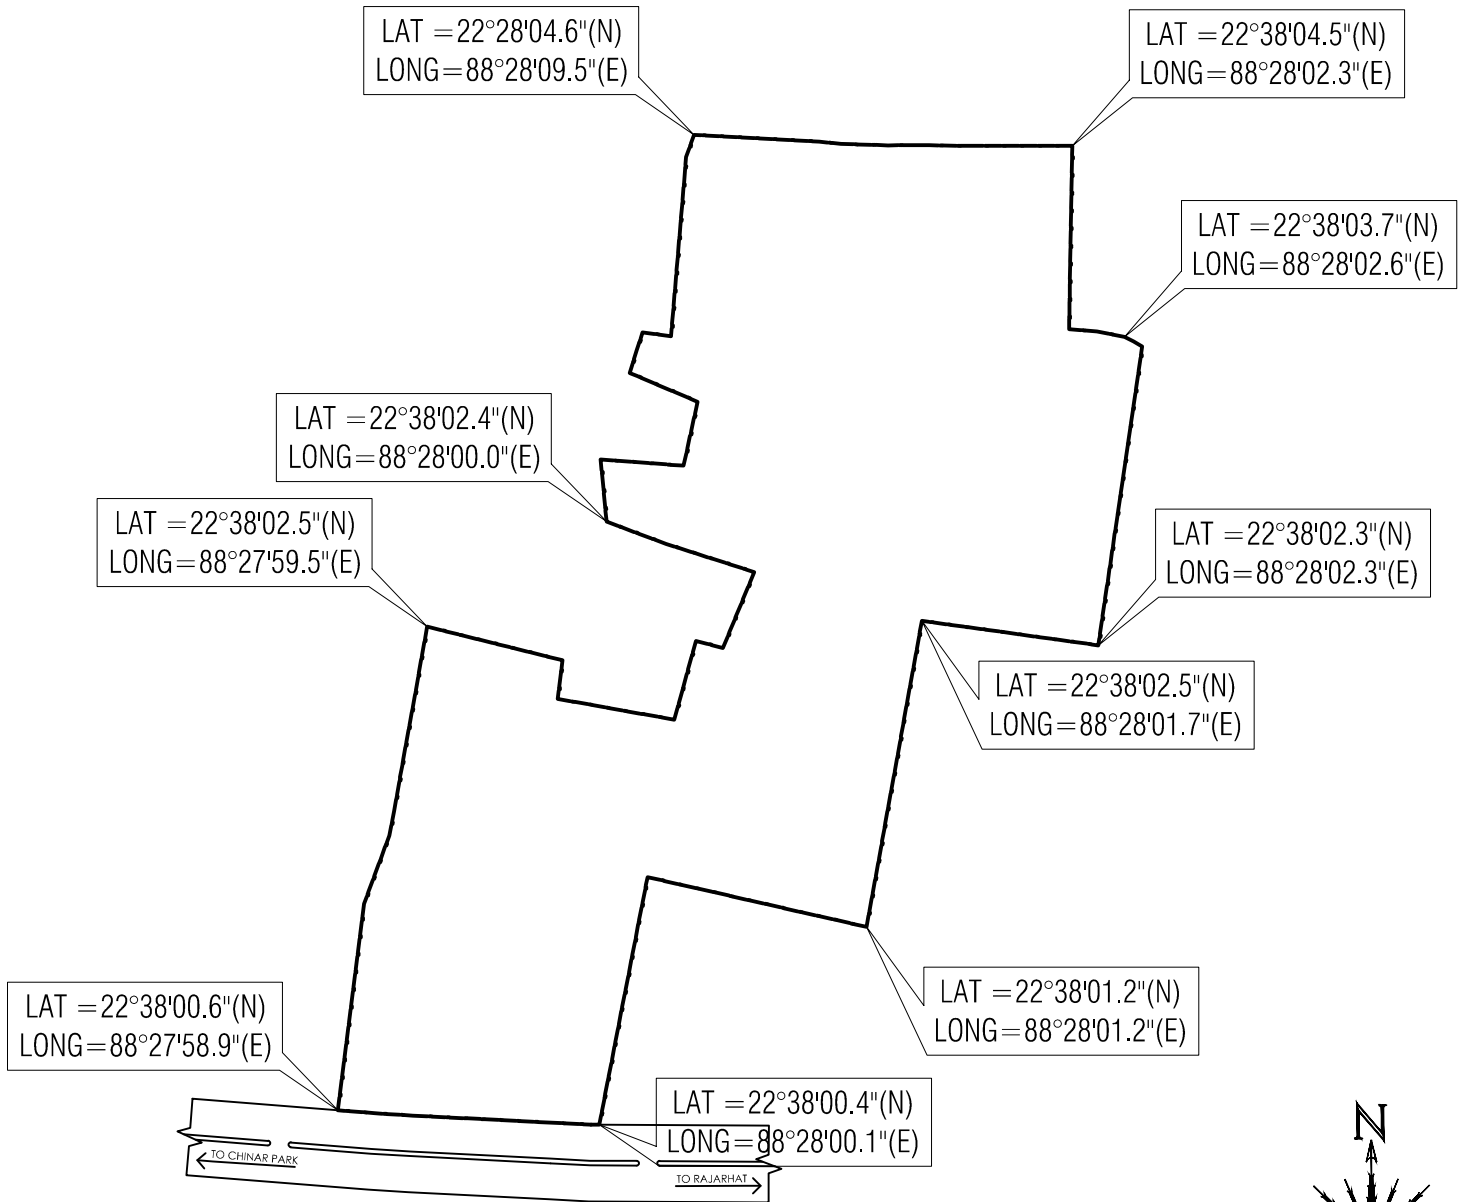 LAT =22°28'04.6"(N)
LONG=88°28'09.5"(E)
LAT =22°38'04.5"(N)
LONG=88°28'02.3"(E)
LAT =22°38'03.7"(N)
LONG=88°28'02.6"(E)
LAT =22°38'02.4"(N)
LONG=88°28'00.0"(E)
LAT =22°38'02.5"(N)
LONG=88°27'59.5"(E)
LAT =22°38'02.3"(N)
LONG=88°28'02.3"(E)
LAT =22°38'02.5"(N)
LONG=88°28'01.7"(E)
LAT =22°38'01.2"(N)
LONG=88°28'01.2"(E)
LAT =22°38'00.6"(N)
LONG=88°27'58.9"(E)
LAT =22°38'00.4"(N)
LONG=88°28'00.1"(E)
TO CHINAR PARK
TO RAJARHAT
N